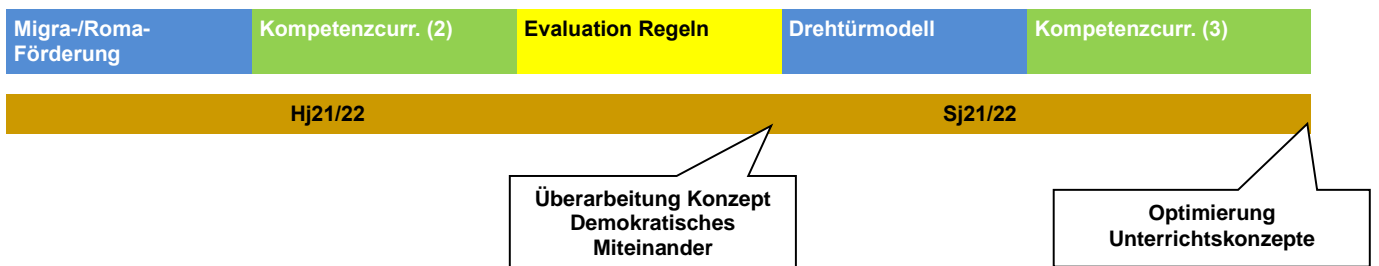 Migra-/Roma-
Förderung
Kompetenzcurr. (2)
Evaluation Regeln
Drehtürmodell
Kompetenzcurr. (3)
Hj21/22
Sj21/22
Überarbeitung Konzept
Demokratisches
Miteinander
Optimierung
Unterrichtskonzepte